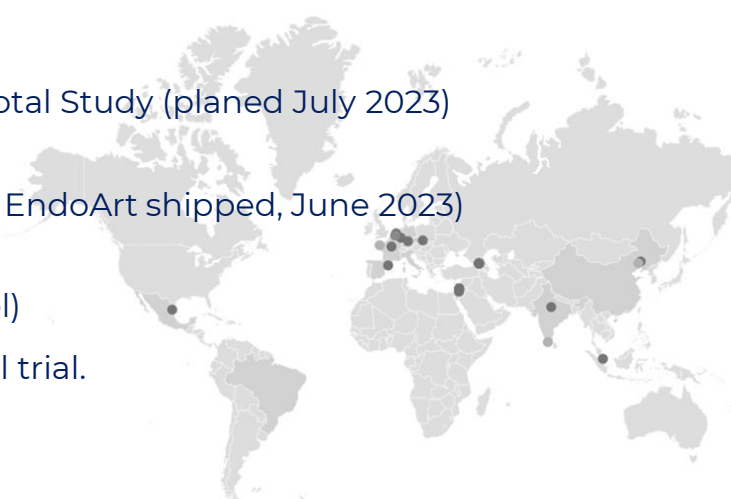 otal Study (planed July 2023)
EndoArt shipped, June 2023)
l)
l trial.